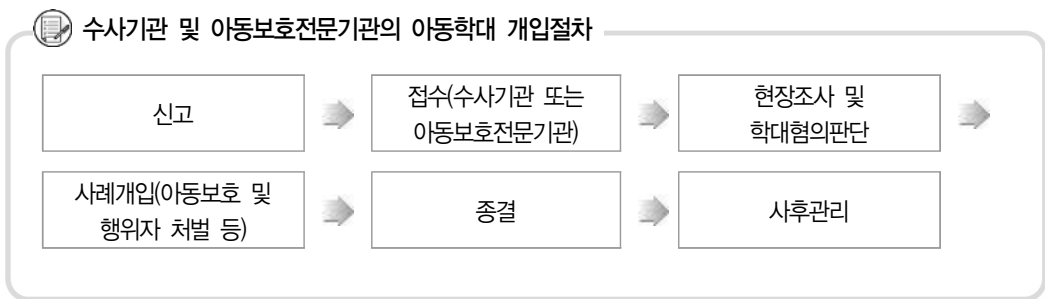 수사기관 및 아동보호전문기관의 아동학대 개입절차
신고
접수(수사기관 또는
아동보호전문기관)
현장조사 및
학대혐의판단
사례개입(아동보호 및
행위자 처벌 등)
종결
사후관리